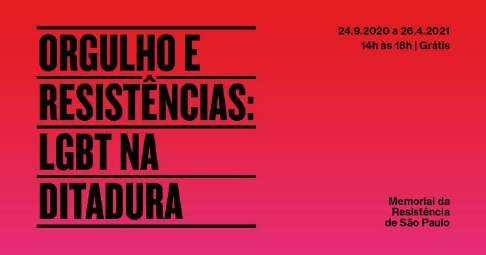 ORGULHO E
RESISTÊNCIAS:
LGBT NA
DITADURA
24.9.2020 a 26.4.2021
14h às 18h | Grátis
Memorial da
Resistência
de São Paulo